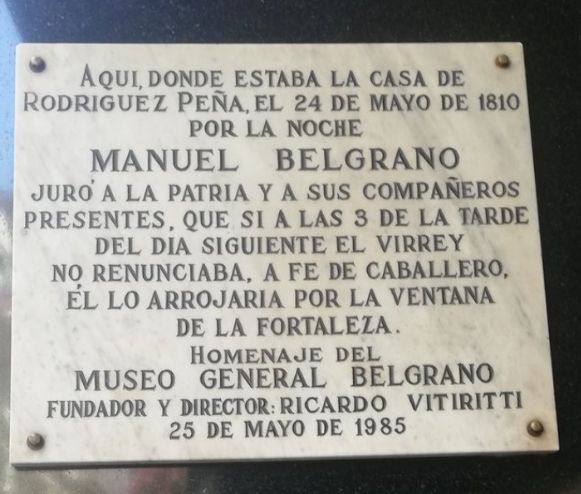 AQUI, DONDE ESTABA LA CASA DE
RODRIGUEZ PEÑA, EL 24 DE MAYO DE 1810
POR LA NOCHE
MANUEL BELGRANO
JURÓ A LA PATRIA Y A SUS COMPAÑEROS
PRESENTES, QUE SI A LAS 3 DE LA TARDE
DEL DIA SIGUIENTE EL VIRREY
NO RENUNCIABA, A FE DE CABALLERO,
ÉL LO ARROJARIA POR LA VENTANA
DE LA FORTALEZA.
HOMENAJE DEL
MUSEO GENERAL BELGRANO
FUNDADOR Y DIRECTOR: RICARDO VITIRITTI
25 DE MAYO DE 1985